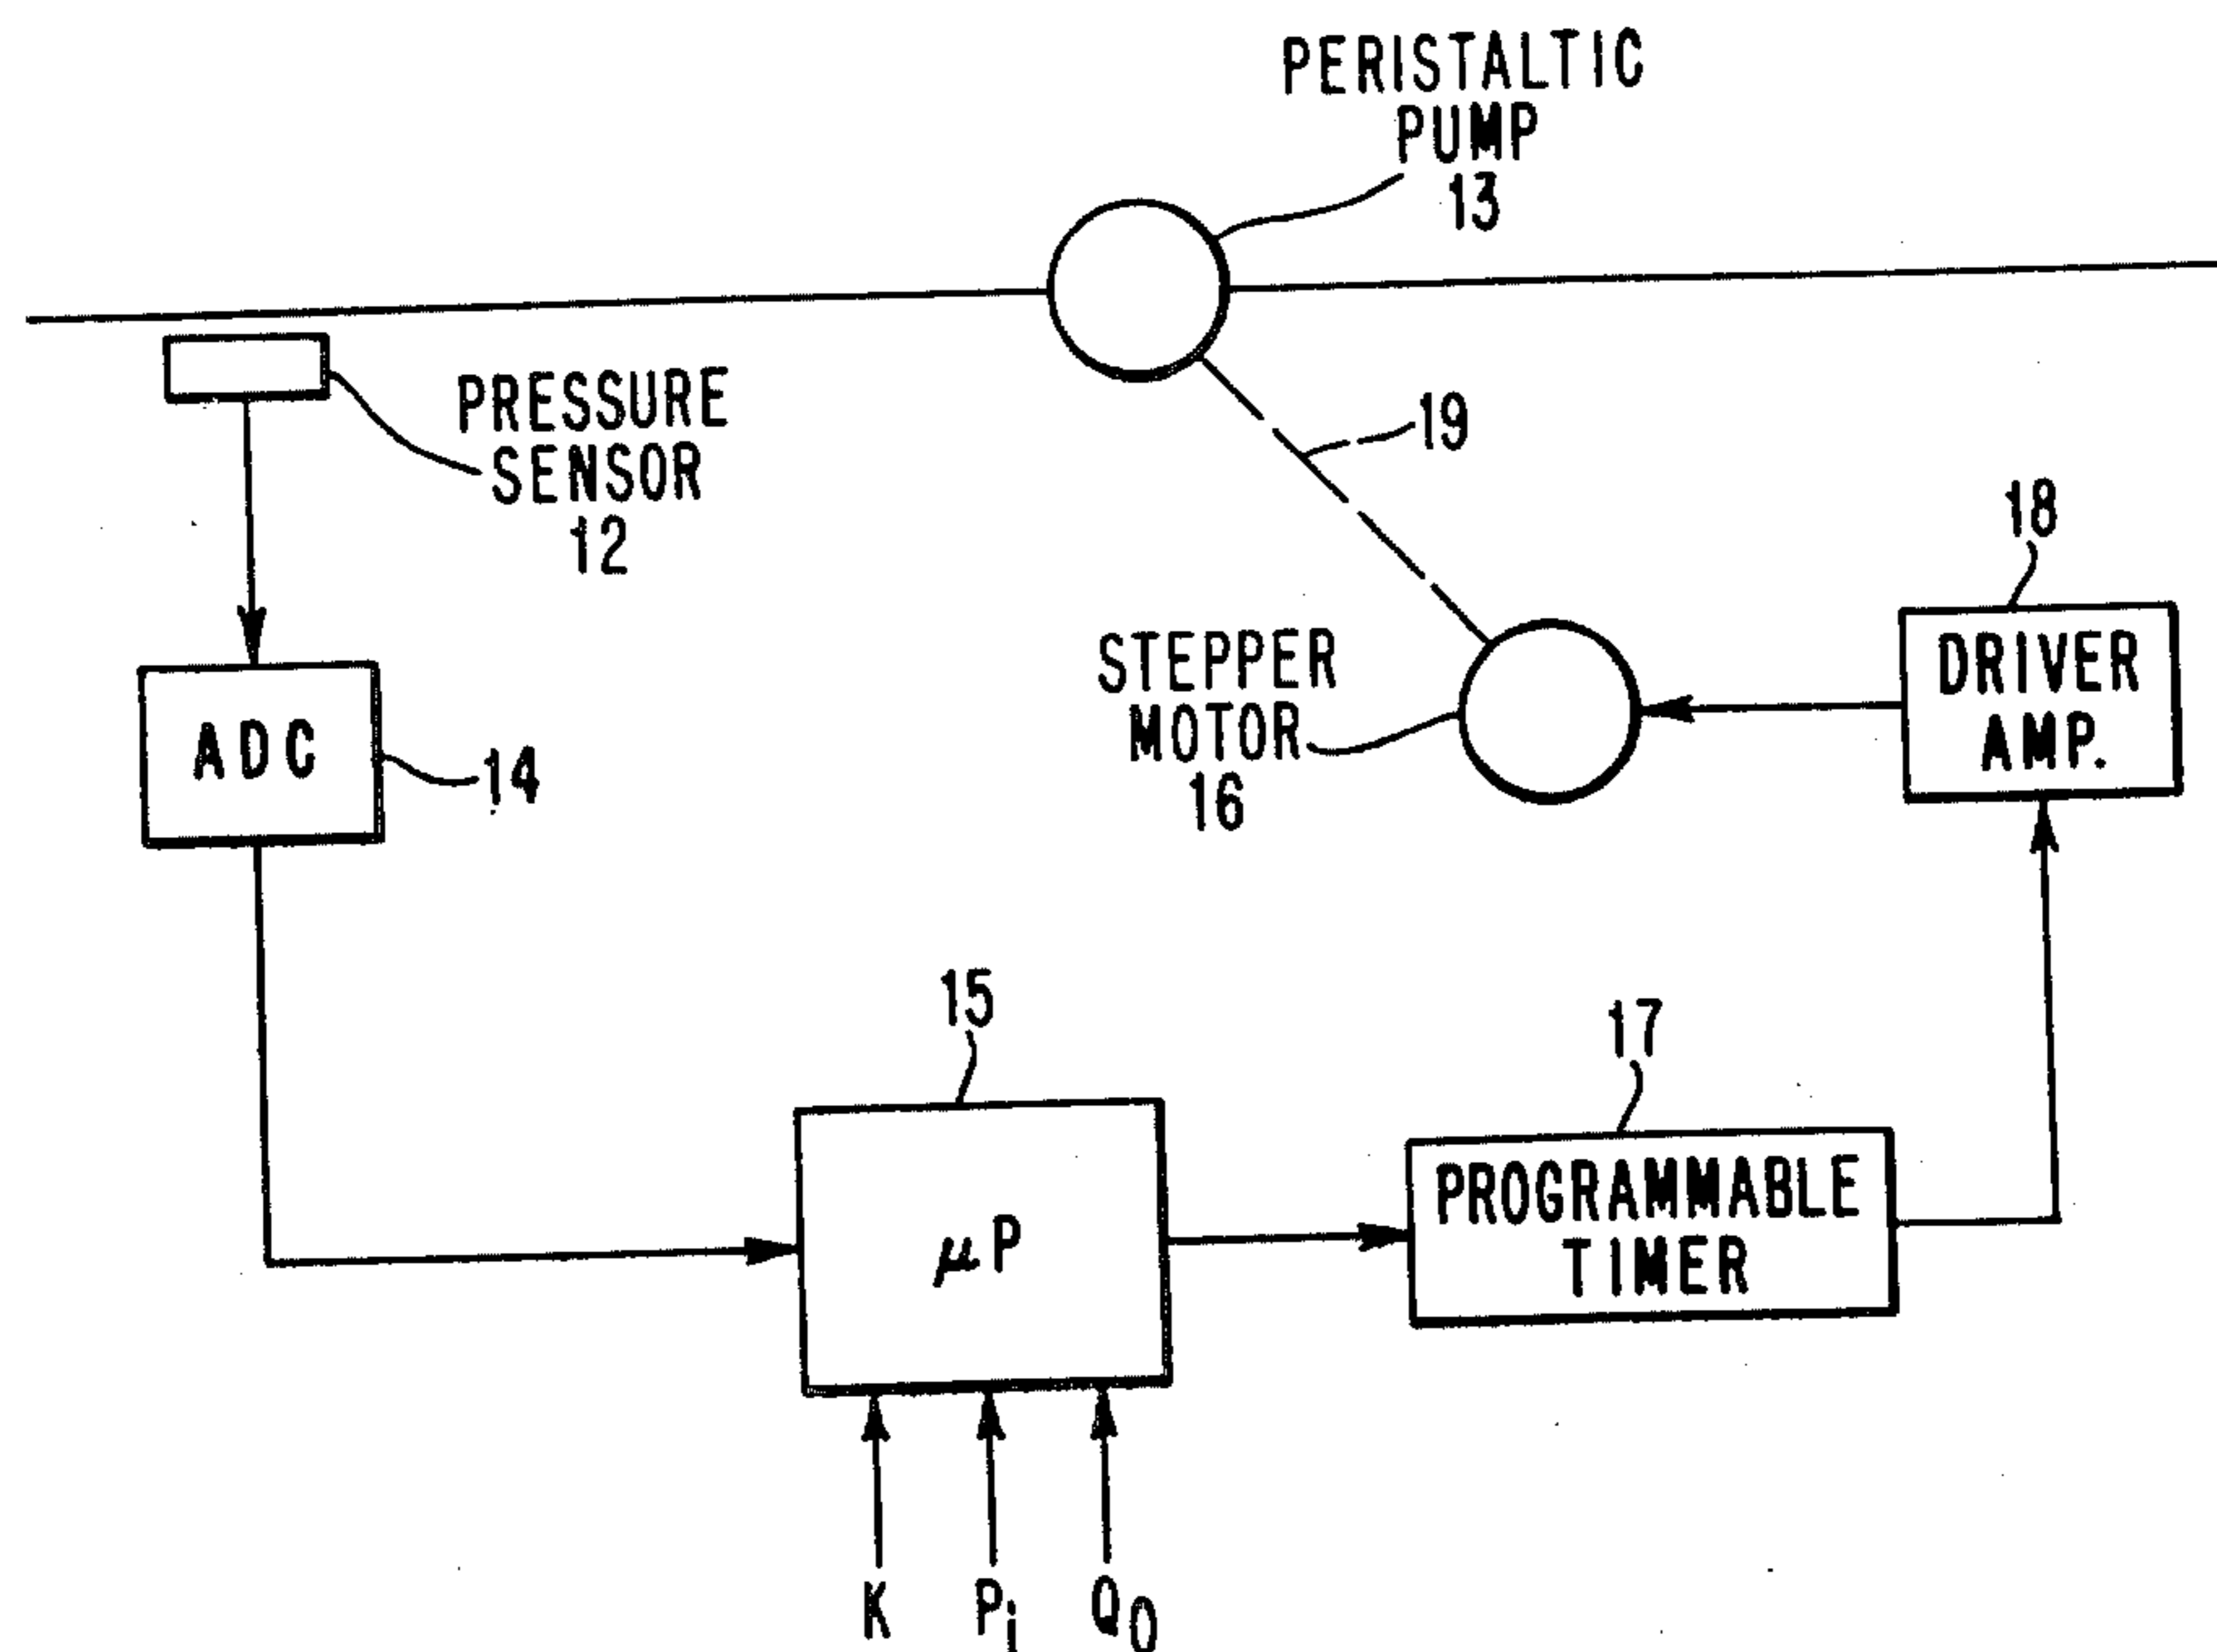 PERISTALTIC
PUMP
13
PRESSURE
SENSOR
12
19
18
DRIVER
AMP.
STEPPER
MOTOR
16
ADC
14
15
17
μP
PROGRAMMABLE
TIMER
K
Pi
Q0